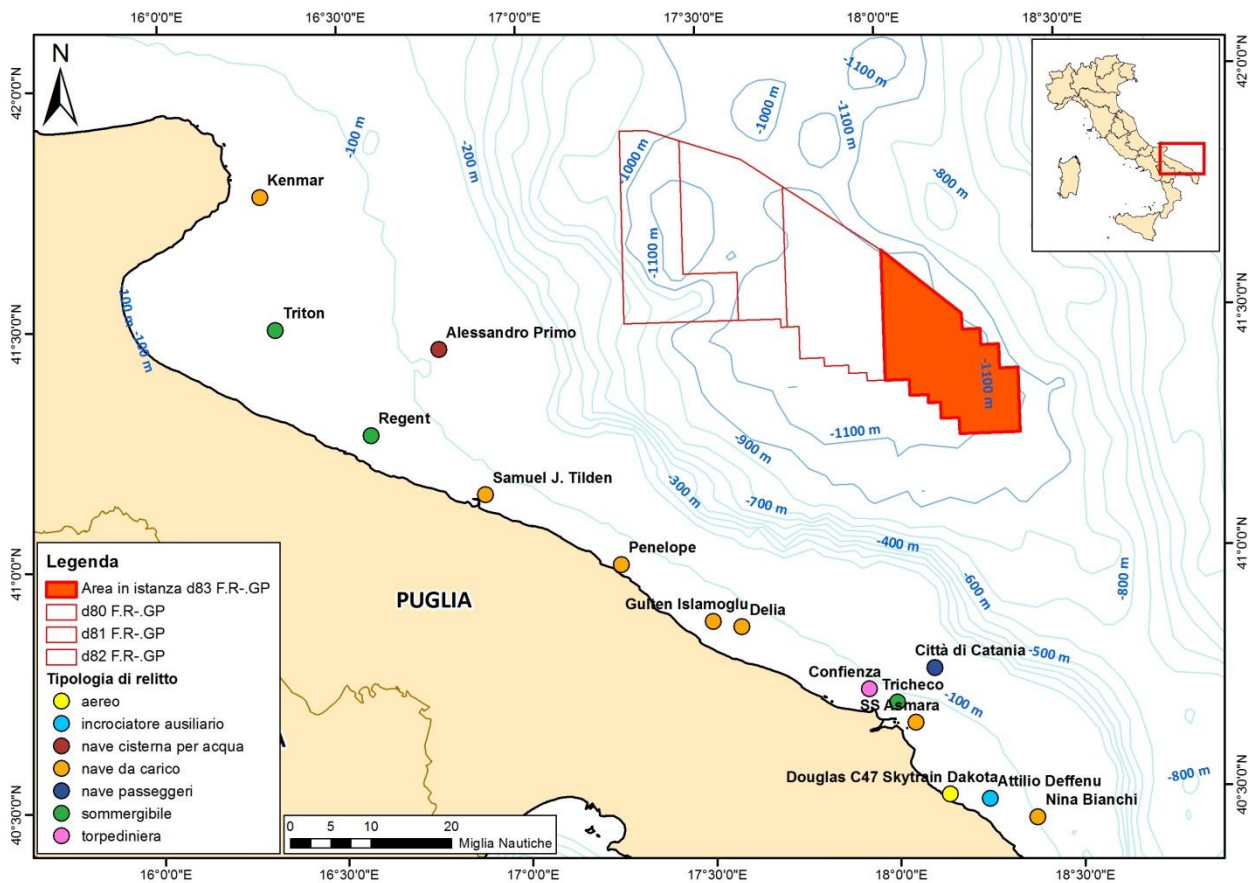 16°0'0"E
16°30'0"E
17°0'0"E
17°30'0"E
18°0'0"E
18°30'0"E
42°0'0"N
42°0'0"N
41°30'0"N
41°30'0"N
41°0'0"N
41°0'0"N
40°30'0"N
40°30'0"N
N
-1100 m
-1000 m
-1100 m
-100 m
-200 m
-1000 m
-800 m
-1100 m
Kenmar
Triton
100 m
-100 m
Alessandro Primo
Regent
-1100 m
-1100 m
-900 m
Samuel J. Tilden
-300 m
-700 m
-400 m
Penelope
-600 m
-800 m
PUGLIA
Gulten Islamoglu
Delia
-500 m
Città di Catania
Confienza
Tricheco
-100 m
SS Asmara
Douglas C47 Skytrain Dakota
Attilio Deffenu
-800 m
Nina Bianchi
A
Legenda
Area in istanza d83 F.R-.GP
d80 F.R-.GP
d81 F.R-.GP
d82 F.R-.GP
Tipologia di relitto
aereo
incrociatore ausiliario
nave cisterna per acqua
nave da carico
nave passeggeri
sommergibile
torpediniera
0 5 10 20
Miglia Nautiche
16°0'0"E
16°30'0"E
17°0'0"E
17°30'0"E
18°0'0"E
18°30'0"E